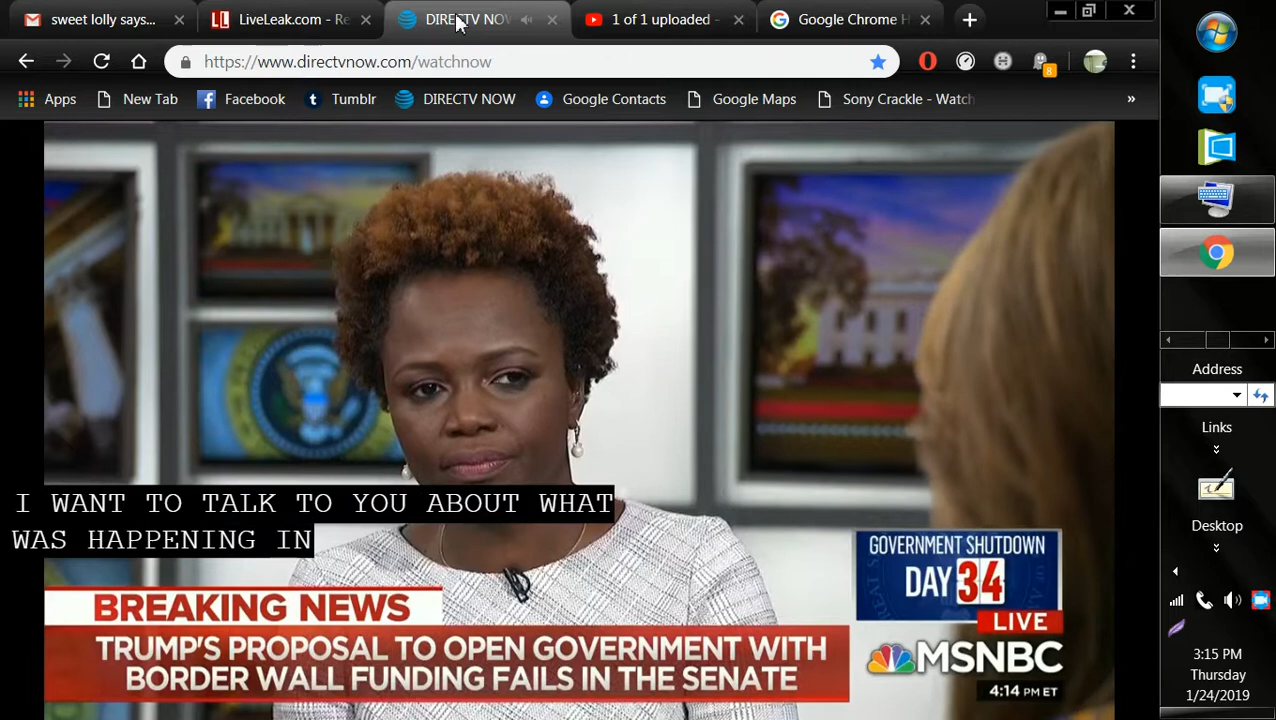 sweet lolly says...
LiveLeak.com - Re
DIRECTV NOW
1 of 1 uploaded -
Google Chrome H
https://www.directvnow.com/watchnow
8
Apps
New Tab
Facebook
Tumblr
DIRECTV NOW
Google Contacts
Google Maps
Sony Crackle - Watch
»
I WANT TO TALK TO YOU ABOUT WHAT
WAS HAPPENING IN
GOVERNMENT SHUTDOWN
DAY 34
BREAKING NEWS
LIVE
TRUMP'S PROPOSAL TO OPEN GOVERNMENT WITH
BORDER WALL FUNDING FAILS IN THE SENATE
MSNBC
4:14 PM ET
Address
Links
Desktop
3:15 PM
Thursday
1/24/2019